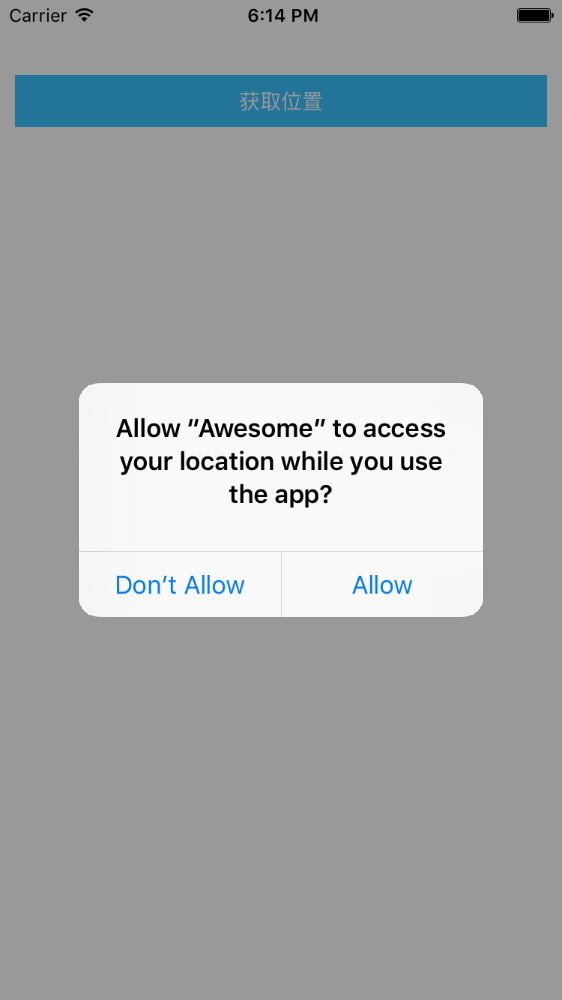 Carrier 6:14 PM
获取位置
Allow “Awesome” to access
your location while you use
the app?
Don’t Allow Allow